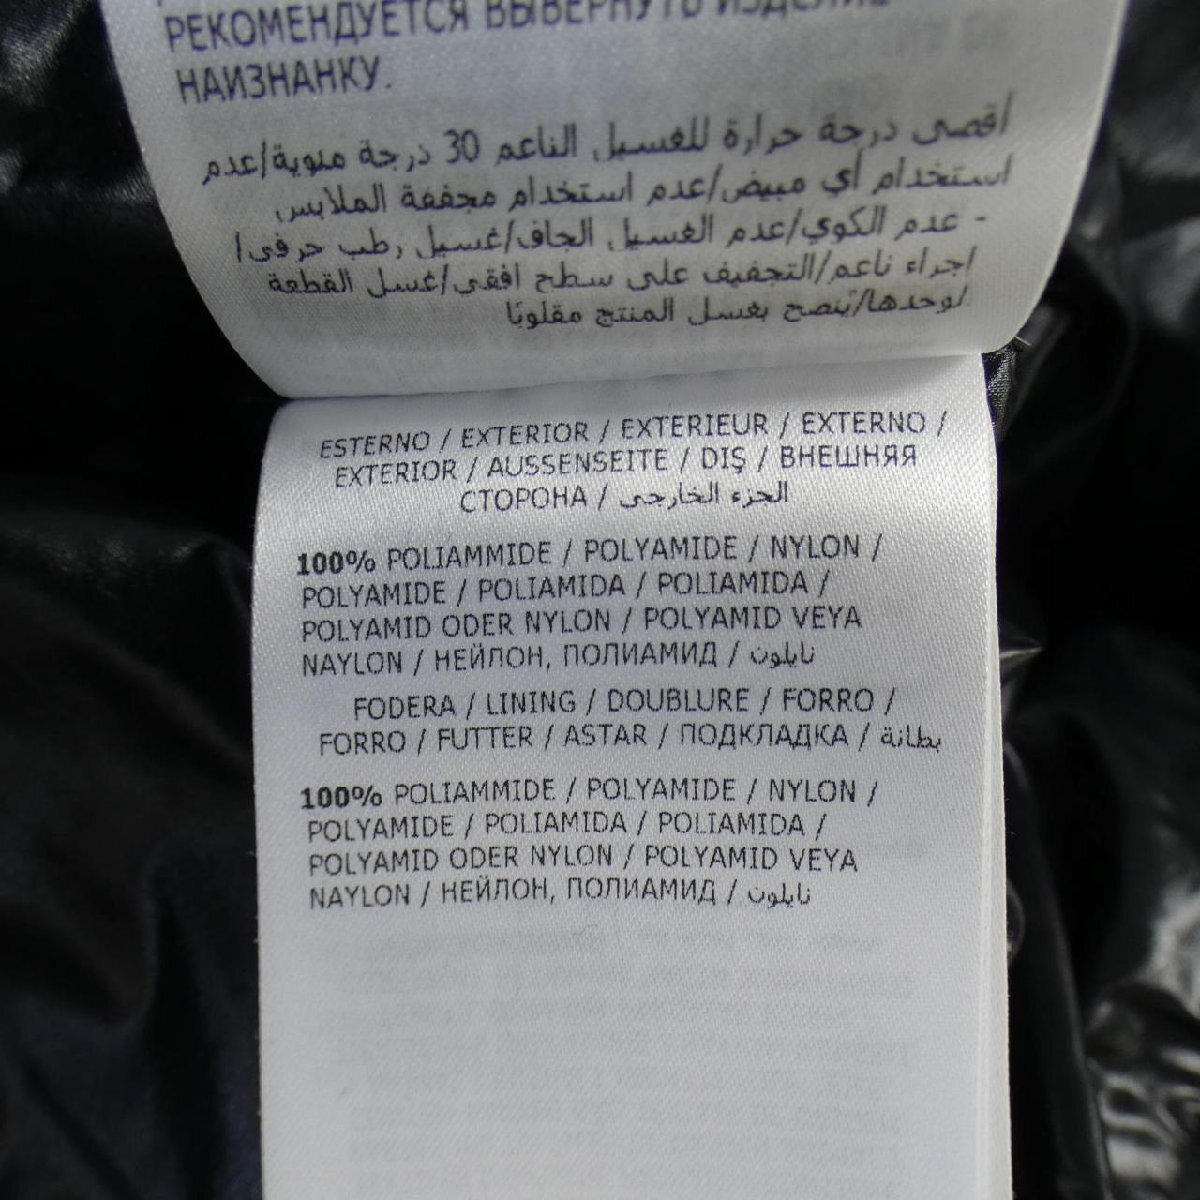 РЕКОМЕНДУЕТСЯ ВЫВЕРНУТЬ ИЗДЕЛИЕ
НАИЗНАНКУ.
أقصى درجة حرارة للغسيل الناعم 30 درجة مئوية/عدم
استخدام أي مبيض/عدم استخدام مجففة الملابس
- عدم الكوي/عدم الغسيل الجاف/غسيل رطب حرفي/
إجراء ناعم/التجفيف على سطح افقي/غسل القطعة
لوحدها/يُنصح بغسل المنتج مقلوبًا
ESTERNO / EXTERIOR / EXTERIEUR / EXTERNO /
EXTERIOR / AUSSENSEITE / DIŞ / ВНЕШНЯЯ
СТОРОНА / الجزء الخارجي
100% POLIAMMIDE / POLYAMIDE / NYLON /
POLYAMIDE / POLIAMIDA / POLIAMIDA /
POLYAMID ODER NYLON / POLYAMID VEYA
NAYLON / НЕЙЛОН, ПОЛИАМИД / نايلون
FODERA / LINING / DOUBLURE / FORRO /
FORRO / FUTTER / ASTAR / ПОДКЛАДКА / بطانة
100% POLIAMMIDE / POLYAMIDE / NYLON /
POLYAMIDE / POLIAMIDA / POLIAMIDA /
POLYAMID ODER NYLON / POLYAMID VEYA
NAYLON / НЕЙЛОН, ПОЛИАМИД / نايلون